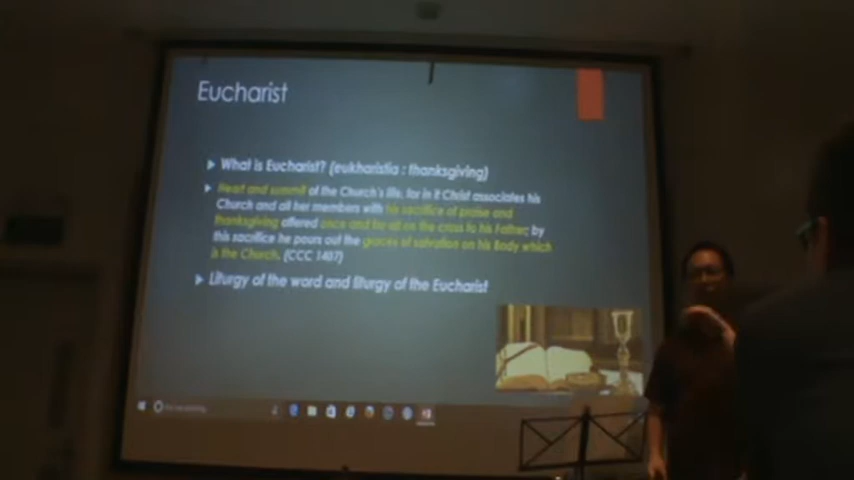 Eucharist
What is Eucharist? (eukharistia : thanksgiving)
Heart and summit of the Church's life, for in it Christ associates his
Church and all her members with his sacrifice of praise and
thanksgiving offered once and for all on the cross to his Father; by
this sacrifice he pours out the graces of salvation on his Body which
is the Church. (CCC 1407)
Liturgy of the word and liturgy of the Eucharist